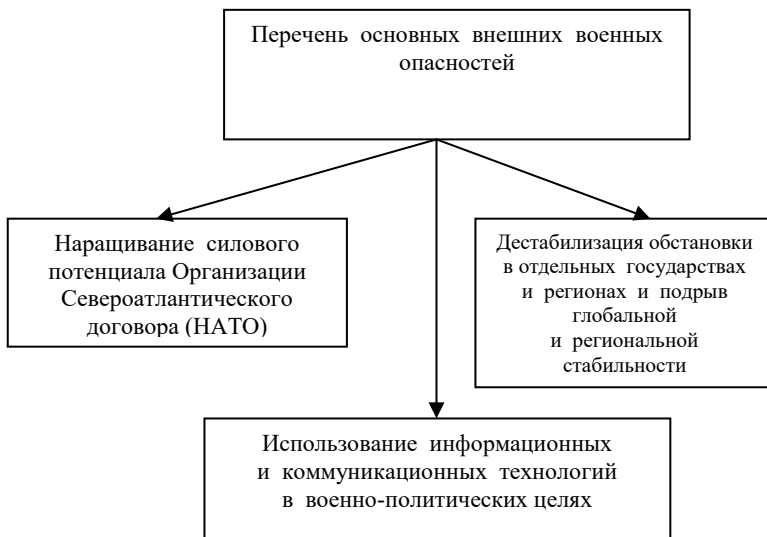 Перечень основных внешних военных
опасностей
Наращивание силового
потенциала Организации
Североатлантического
договора (НАТО)
Дестабилизация обстановки
в отдельных государствах
и регионах и подрыв
глобальной
и региональной
стабильности
Использование информационных
и коммуникационных технологий
в военно-политических целях